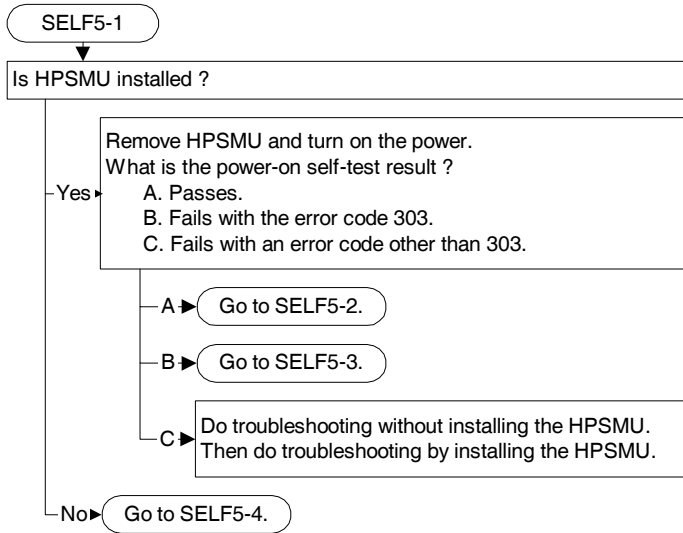 SELF5-1
Is HPSMU installed ?
Yes
Remove HPSMU and turn on the power.
What is the power-on self-test result ?
A. Passes.
B. Fails with the error code 303.
C. Fails with an error code other than 303.
A
Go to SELF5-2.
B
Go to SELF5-3.
C
Do troubleshooting without installing the HPSMU.
Then do troubleshooting by installing the HPSMU.
No
Go to SELF5-4.